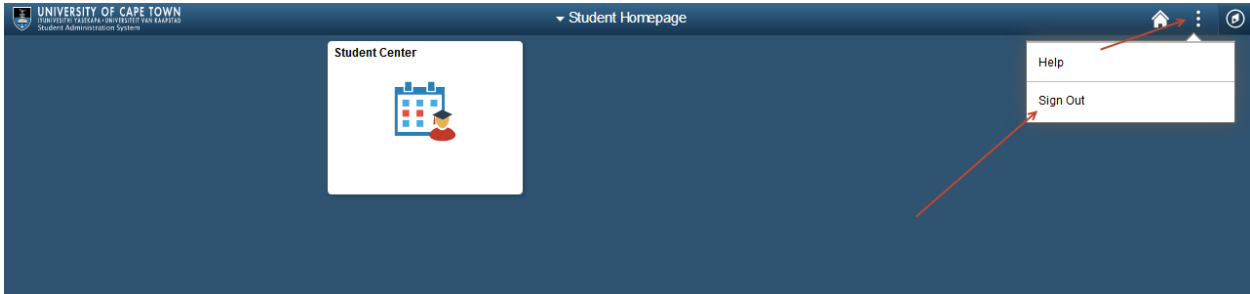 UNIVERSITY OF CAPE TOWN
IYUNIVESITHI YASEKAPA • UNIVERSITEIT VAN KAAPSTAD
Student Administration System
Student Homepage
Student Center
Help
Sign Out